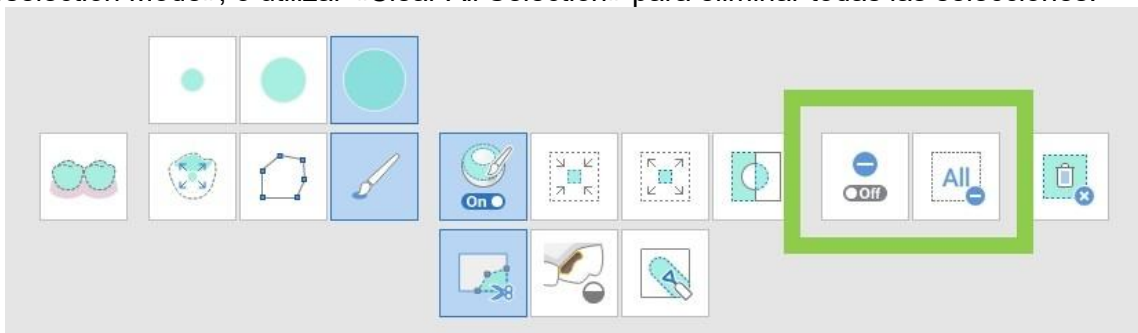 selection Mode», o utilizar «Clear All Selection» para eliminar todas las selecciones.
All
On
Off